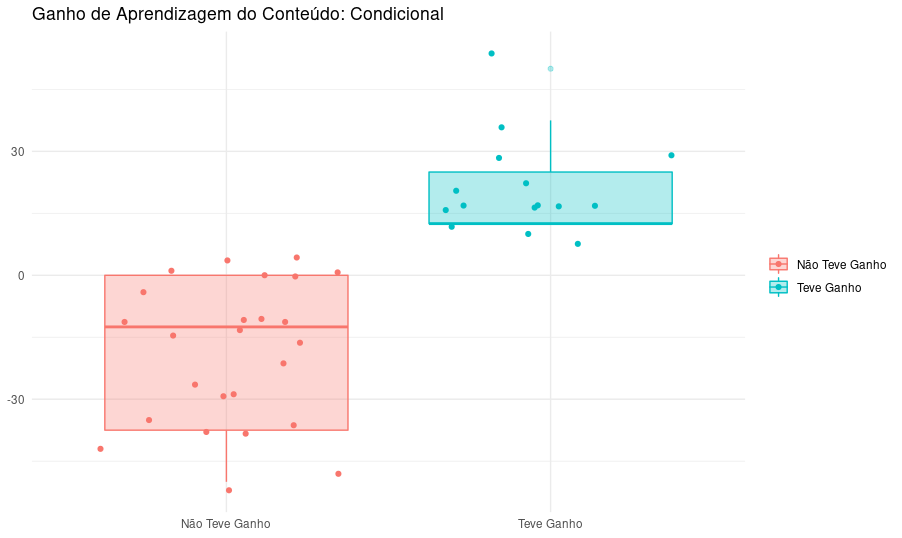 Ganho de Aprendizagem do Conteúdo: Condicional
30
0
-30
Não Teve Ganho
Teve Ganho
Não Teve Ganho
Teve Ganho